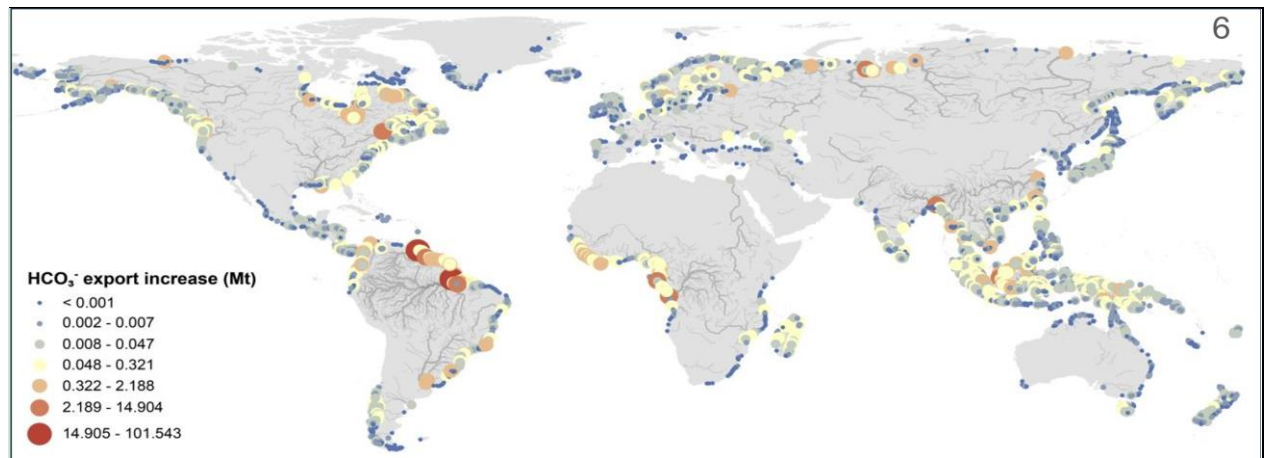 6
HCO₃⁻ export increase (Mt)
< 0.001
0.002 - 0.007
0.008 - 0.047
0.048 - 0.321
0.322 - 2.188
2.189 - 14.904
14.905 - 101.543